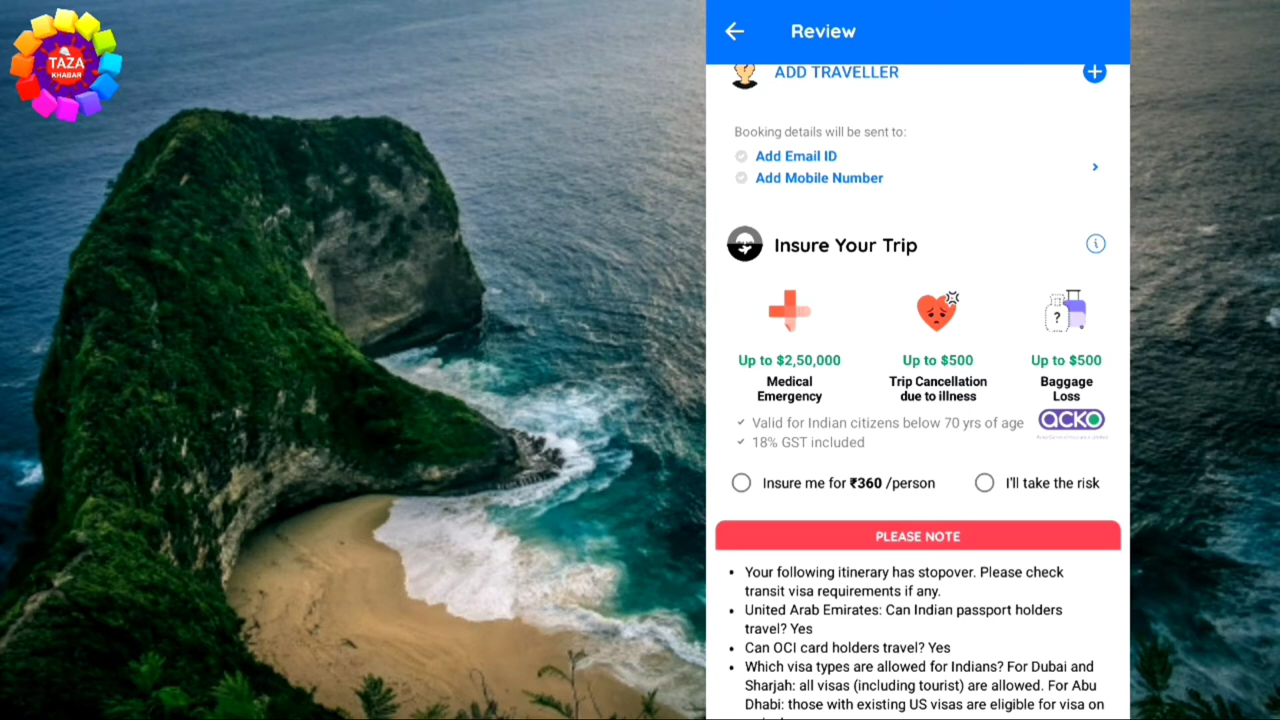 TAZA
KHABAR
Review
ADD TRAVELLER
Booking details will be sent to:
Add Email ID
Add Mobile Number
Insure Your Trip
Up to $2,50,000
Medical
Emergency
Up to $500
Trip Cancellation
due to illness
Up to $500
Baggage
Loss
Valid for Indian citizens below 70 yrs of age
acko
18% GST included
Insure me for ₹360 /person
I'll take the risk
PLEASE NOTE
• Your following itinerary has stopover. Please check
transit visa requirements if any.
• United Arab Emirates: Can Indian passport holders
travel? Yes
• Can OCI card holders travel? Yes
• Which visa types are allowed for Indians? For Dubai and
Sharjah: all visas (including tourist) are allowed. For Abu
Dhabi: those with existing US visas are eligible for visa on